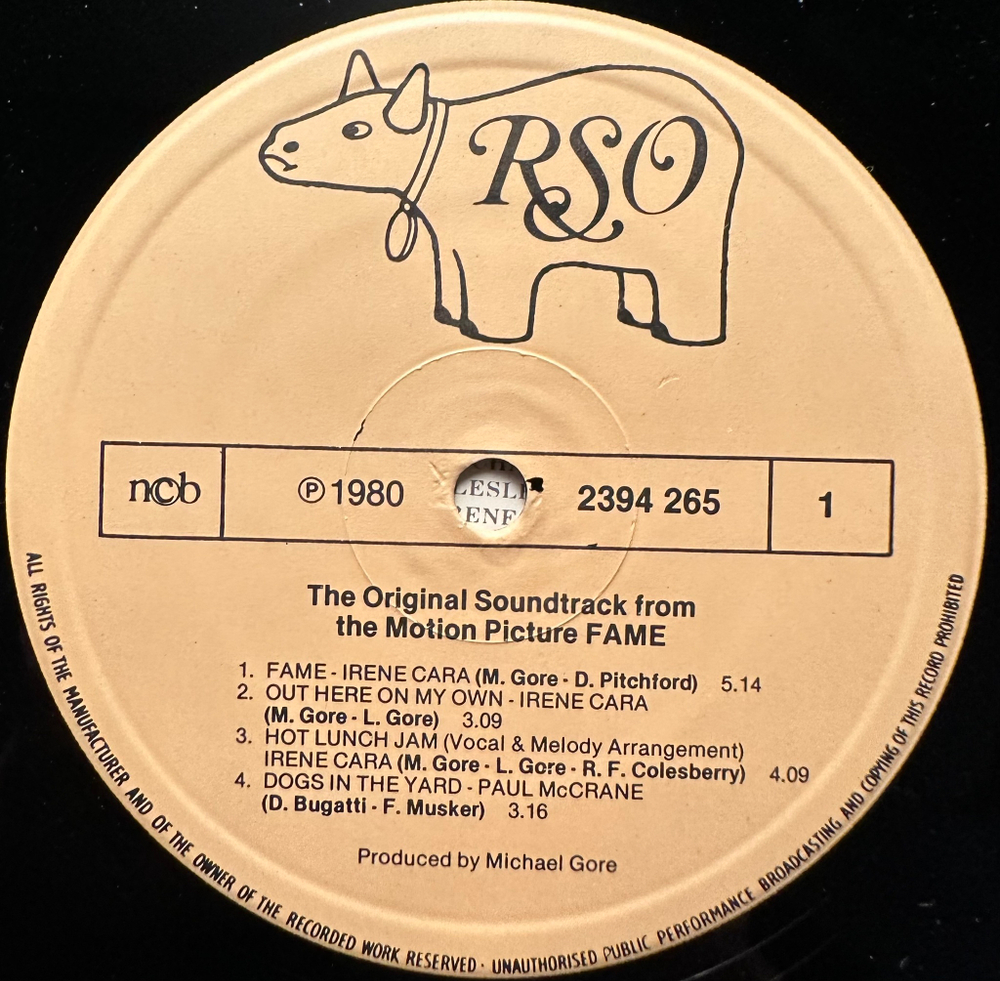 RSO
ncb
Ⓟ 1980
LESLI
RENE
2394 265
1
The Original Soundtrack from
the Motion Picture FAME
1. FAME - IRENE CARA (M. Gore - D. Pitchford) 5.14
2. OUT HERE ON MY OWN - IRENE CARA
(M. Gore - L. Gore) 3.09
3. HOT LUNCH JAM (Vocal & Melody Arrangement)
IRENE CARA (M. Gore - L. Gore - R. F. Colesberry) 4.09
4. DOGS IN THE YARD - PAUL McCRANE
(D. Bugatti - F. Musker) 3.16
Produced by Michael Gore
ALL RIGHTS OF THE MANUFACTURER AND OF THE OWNER OF THE RECORDED WORK RESERVED · UNAUTHORISED PUBLIC PERFORMANCE BROADCASTING AND COPYING OF THIS RECORD PROHIBITED